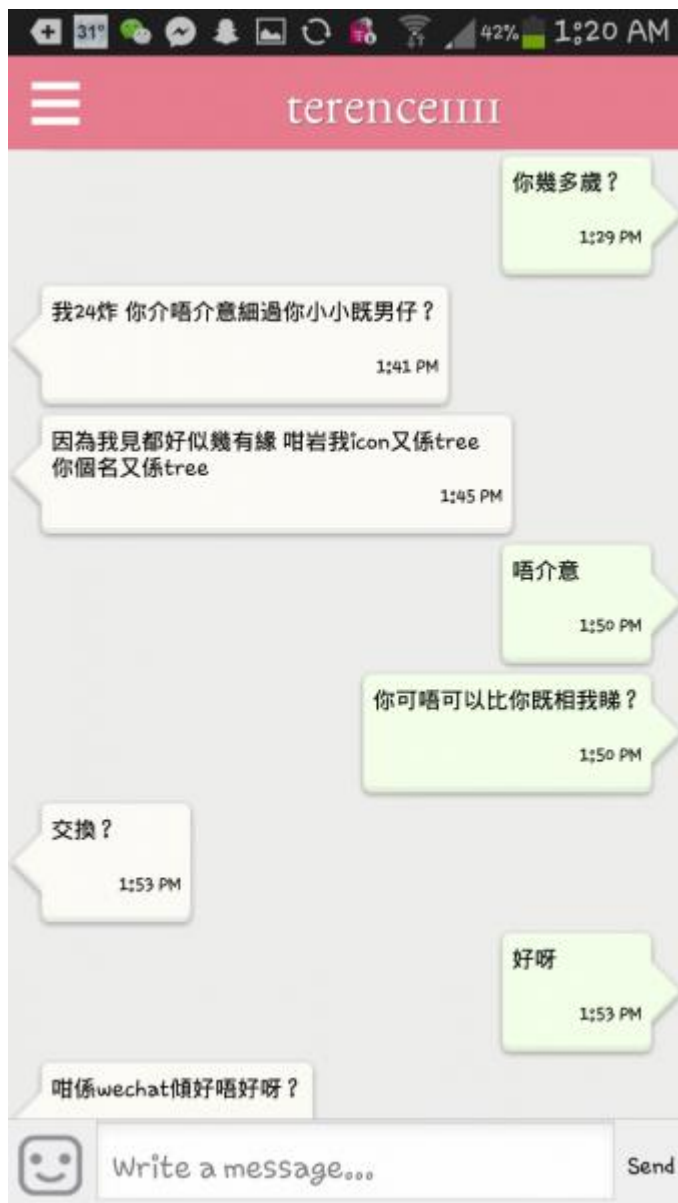 31° 42% 1:20 AM
terence1111
你幾多歲？
1:29 PM
我24炸 你介唔介意細過你小小既男仔？
1:41 PM
因為我見都好似幾有緣 咁岩我icon又係tree
你個名又係tree
1:45 PM
唔介意
1:50 PM
你可唔可以比你既相我睇？
1:50 PM
交換？
1:53 PM
好呀
1:53 PM
咁係wechat傾好唔好呀？
Write a message...
Send